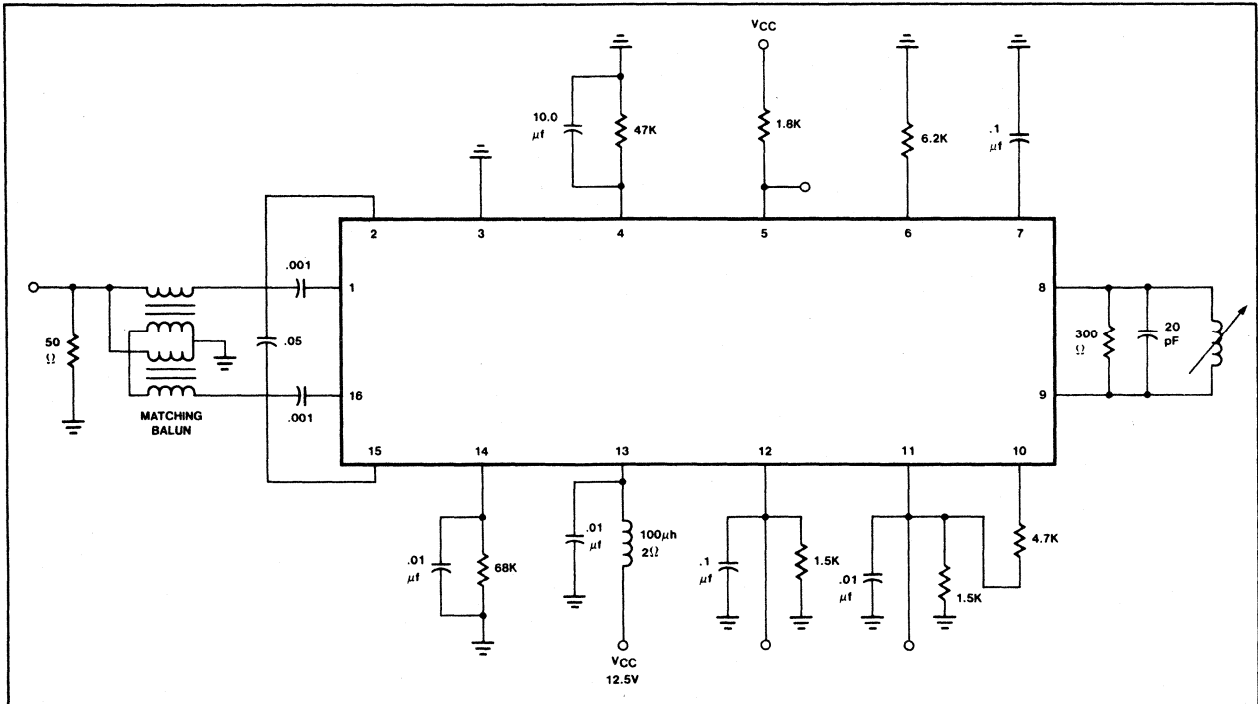 VCC
10.0
μf
47K
1.8K
6.2K
.1
μf
2
3
4
5
6
7
.001
1
8
50
Ω
.05
300
Ω
20
pF
16
9
.001
MATCHING
BALUN
15
14
13
12
11
10
.01
μf
68K
.01
μf
100μh
2Ω
.1
μf
1.5K
.01
μf
1.5K
4.7K
VCC
12.5V